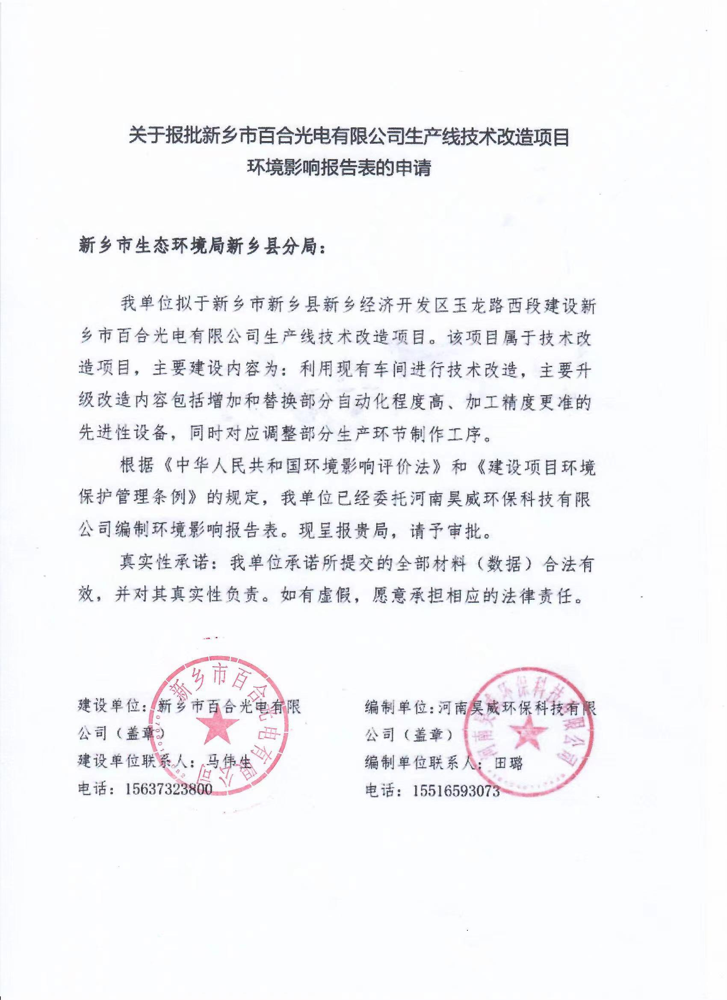 关于报批新乡市百合光电有限公司生产线技术改造项目
环境影响报告表的申请
新乡市生态环境局新乡县分局：
我单位拟于新乡市新乡县新乡经济开发区玉龙路西段建设新
乡市百合光电有限公司生产线技术改造项目。该项目属于技术改
造项目，主要建设内容为：利用现有车间进行技术改造，主要升
级改造内容包括增加和替换部分自动化程度高、加工精度更准的
先进性设备，同时对应调整部分生产环节制作工序。
根据《中华人民共和国环境影响评价法》和《建设项目环境
保护管理条例》的规定，我单位已经委托河南昊威环保科技有限
公司编制环境影响报告表。现呈报贵局，请予审批。
真实性承诺：我单位承诺所提交的全部材料（数据）合法有
效，并对其真实性负责。如有虚假，愿意承担相应的法律责任。
建设单位：新乡市百合光电有限
公司（盖章）
建设单位联系人：马伟生
电话：15637323800
新乡市百合光电有限公司
编制单位：河南昊威环保科技有限
公司（盖章）
编制单位联系人：田璐
电话：15516593073
河南昊威环保科技有限公司